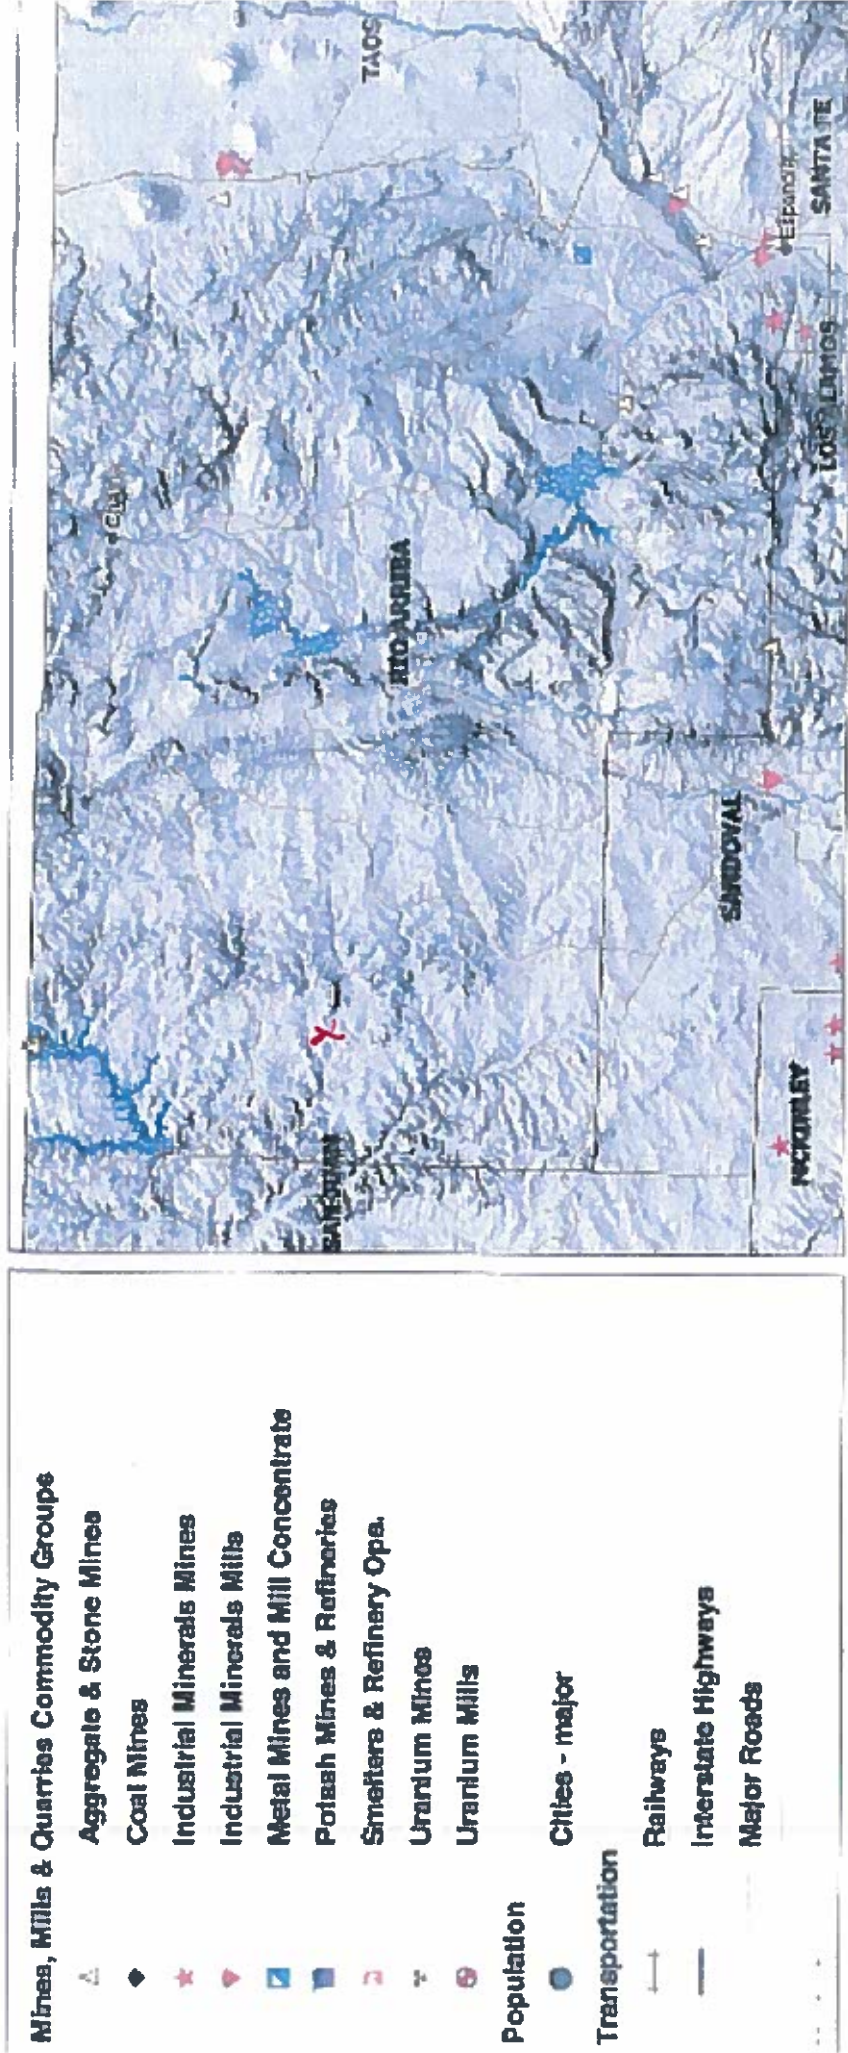 Mines, Mills & Quarries Commodity Groups
Aggregate & Stone Mines
Coal Mines
Industrial Minerals Mines
Industrial Minerals Mills
Metal Mines and Mill Concentrate
Potash Mines & Refineries
Smelters & Refinery Ops.
Uranium Mines
Uranium Mills
Population
Cities - major
Transportation
Railways
Interstate Highways
Major Roads
TAOS
RIO ARRIBA
Española
SANTA FE
LOS ALAMOS
SANDOVAL
MCKINLEY
SAN JUAN